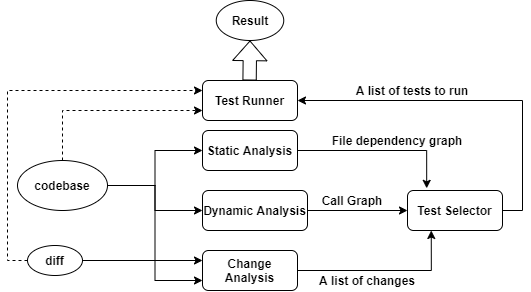 Result
A list of tests to run
Test Runner
Static Analysis
File dependency graph
codebase
Dynamic Analysis
Call Graph
Test Selector
diff
Change
Analysis
A list of changes